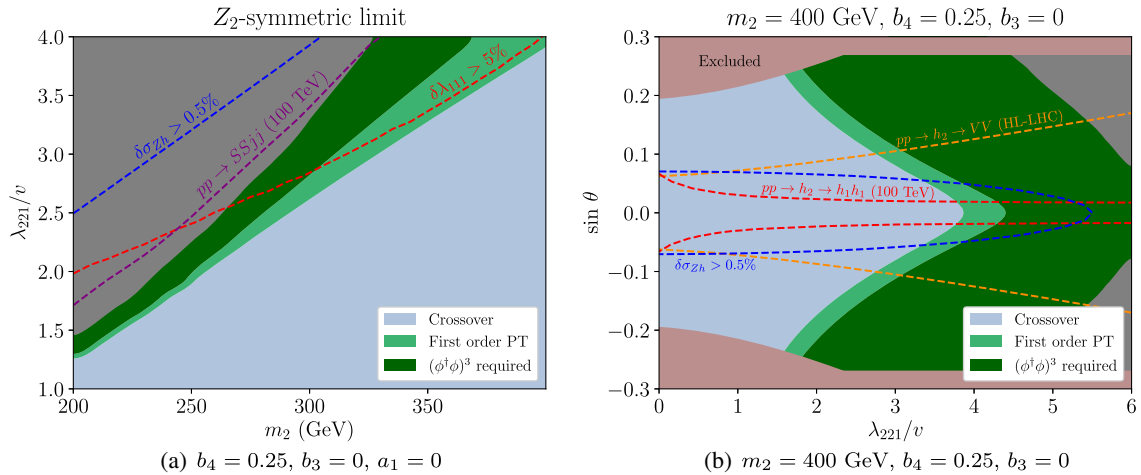 Z₂-symmetric limit
4.0
3.5
3.0
2.5
2.0
1.5
1.0
λ₂₂₁/v
δσ_Zh > 0.5%
pp → SSjj (100 TeV)
δλ₁₁₁ > 5%
Crossover
First order PT
(ϕ†ϕ)³ required
200 250 300 350
m₂ (GeV)
(a) b₄ = 0.25, b₃ = 0, a₁ = 0
m₂ = 400 GeV, b₄ = 0.25, b₃ = 0
0.3
0.2
0.1
0.0
−0.1
−0.2
−0.3
sin θ
Excluded
pp → h₂ → VV (HL-LHC)
pp → h₂ → h₁h₁ (100 TeV)
δσ_Zh > 0.5%
Crossover
First order PT
(ϕ†ϕ)³ required
0 1 2 3 4 5 6
λ₂₂₁/v
(b) m₂ = 400 GeV, b₄ = 0.25, b₃ = 0